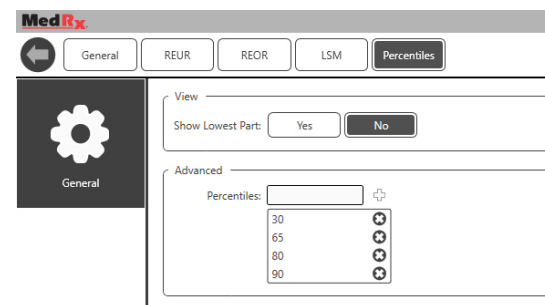 MedRx
General REUR REOR LSM Percentiles
General
View
Show Lowest Part: Yes No
Advanced
Percentiles:
30
65
80
90